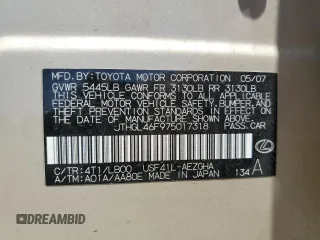 MFD.BY:TOYOTA MOTOR CORPORATION 05/07
GVWR 5445LB GAWR FR 3130LB RR 3130LB
THIS VEHICLE CONFORMS TO ALL APPLICABLE
FEDERAL MOTOR VEHICLE SAFETY, BUMPER, AND
THEFT PREVENTION STANDARDS IN EFFECT ON
THE DATE OF MANUFACTURE SHOWN ABOVE.
JTHGL46F975017318 PASS.CAR
C/TR:4T1/LB00 USF41L-AEZGHA
A/TM:A01A/AA80E MADE IN JAPAN 134 A
autobidmaster